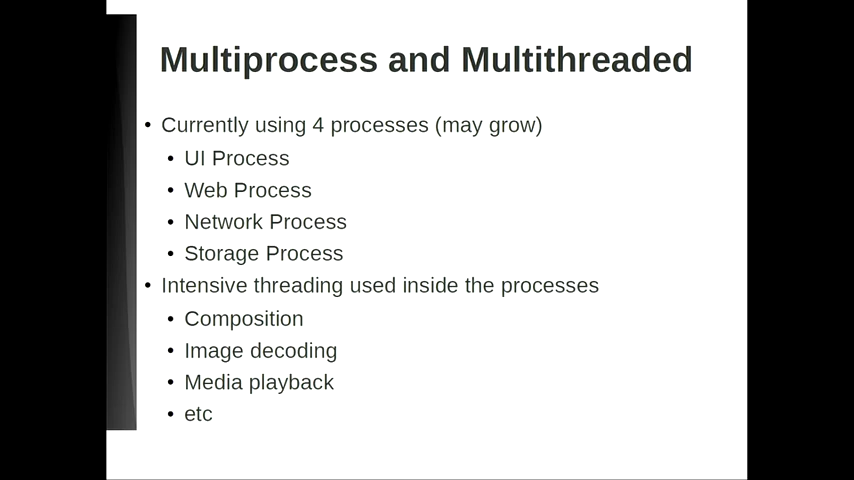 Multiprocess and Multithreaded
• Currently using 4 processes (may grow)
• UI Process
• Web Process
• Network Process
• Storage Process
• Intensive threading used inside the processes
• Composition
• Image decoding
• Media playback
• etc